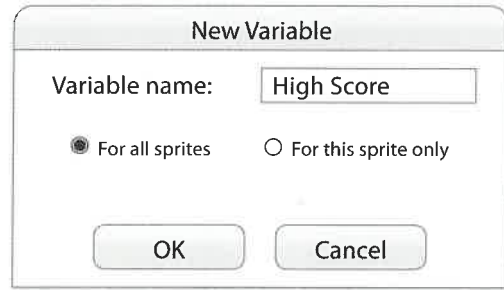 New Variable
Variable name: High Score
For all sprites For this sprite only
OK Cancel